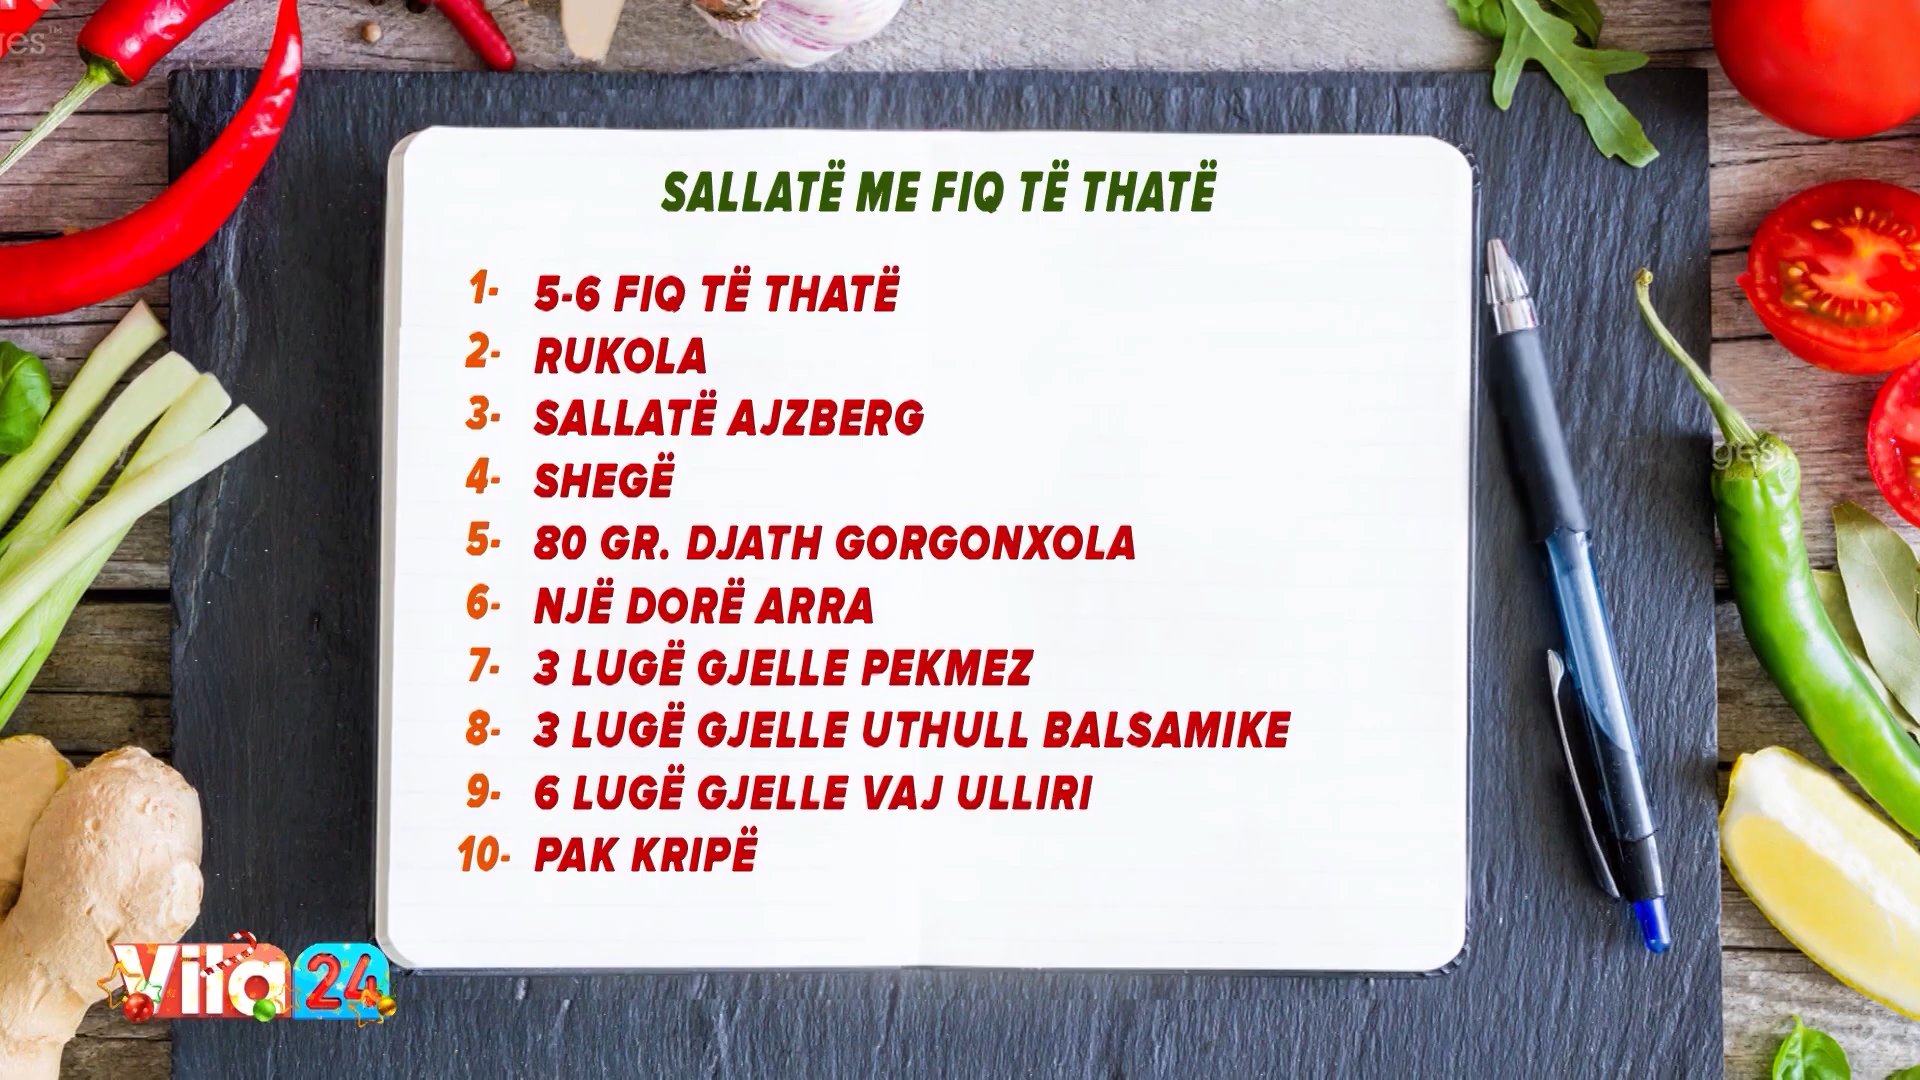 SALLATË ME FIQ TË THATË
1- 5-6 FIQ TË THATË
2- RUKOLA
3- SALLATË AJZBERG
4- SHEGË
5- 80 GR. DJATH GORGONXOLA
6- NJË DORË ARRA
7- 3 LUGË GJELLE PEKMEZ
8- 3 LUGË GJELLE UTHULL BALSAMIKE
9- 6 LUGË GJELLE VAJ ULLIRI
10- PAK KRIPË
Vila 24